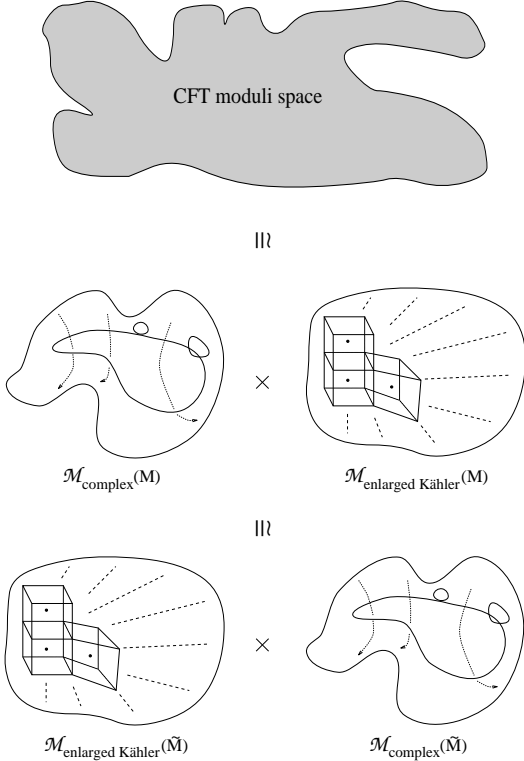 CFT moduli space
≅
×
ℳcomplex(M)
ℳenlarged Kähler(M)
≅
×
ℳenlarged Kähler(M̃)
ℳcomplex(M̃)